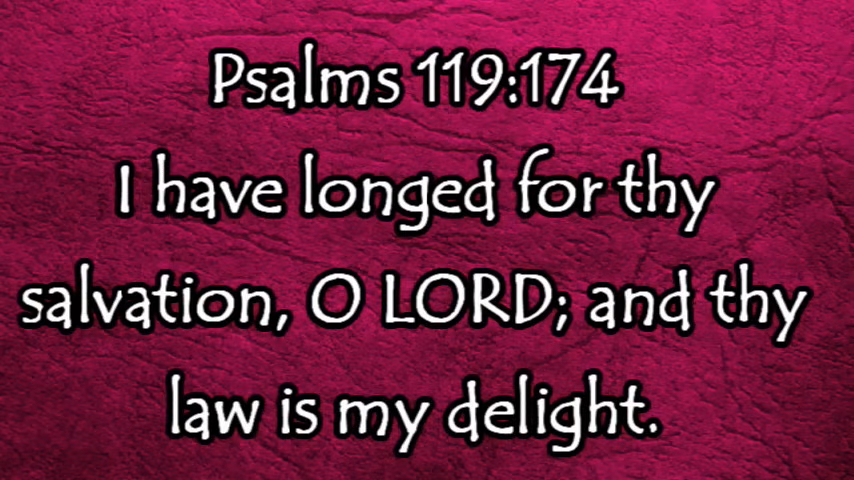 Psalms 119:174
I have longed for thy
salvation, O LORD; and thy
law is my delight.